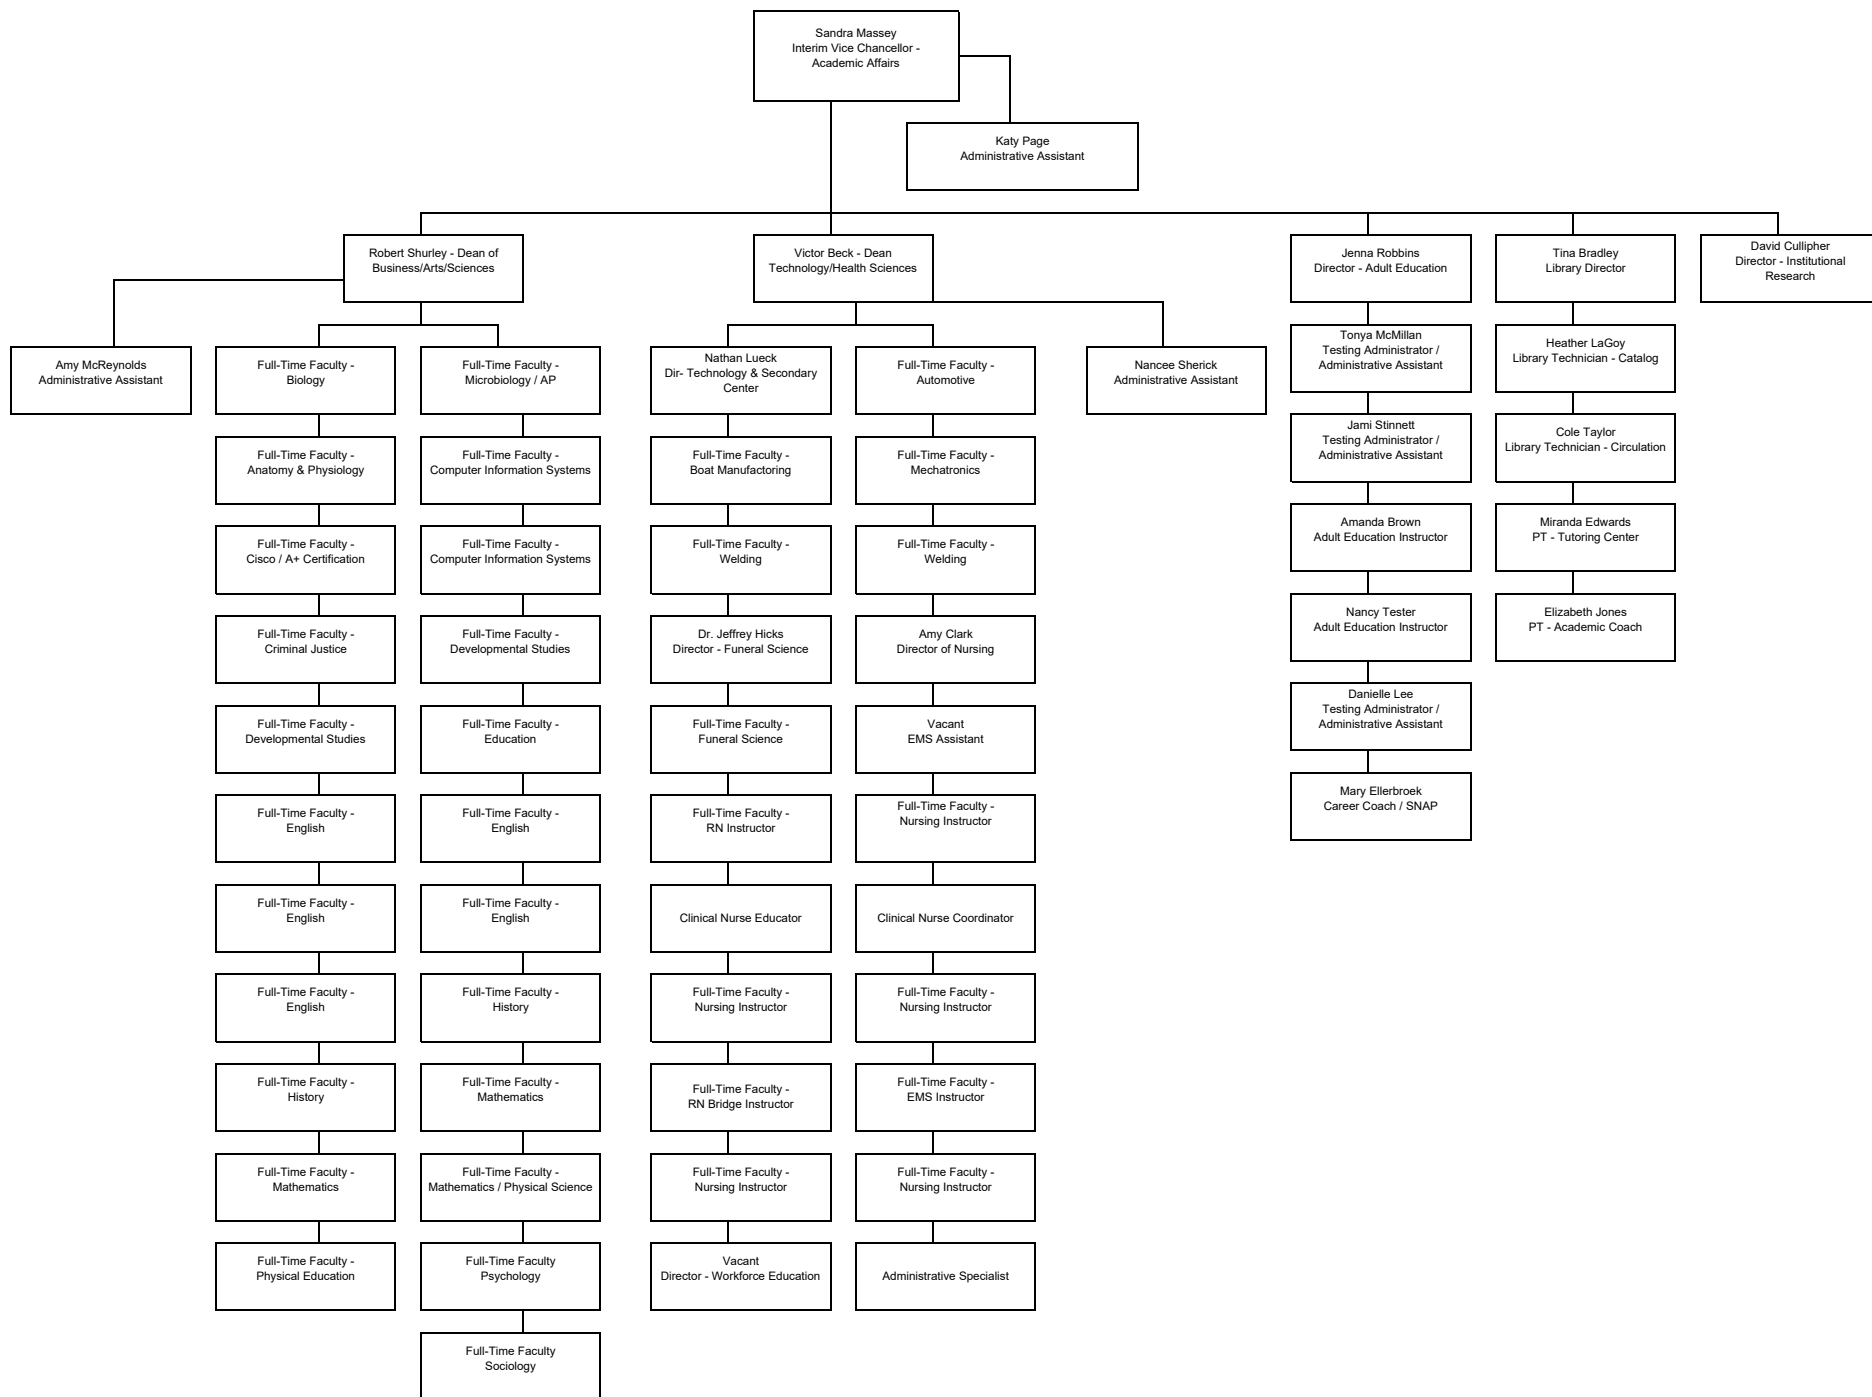 Sandra Massey
Interim Vice Chancellor -
Academic Affairs
Katy Page
Administrative Assistant
Robert Shurley - Dean of
Business/Arts/Sciences
Victor Beck - Dean
Technology/Health Sciences
Jenna Robbins
Director - Adult Education
Tina Bradley
Library Director
David Cullipher
Director - Institutional
Research
Amy McReynolds
Administrative Assistant
Full-Time Faculty -
Biology
Full-Time Faculty -
Anatomy & Physiology
Full-Time Faculty -
Cisco / A+ Certification
Full-Time Faculty -
Criminal Justice
Full-Time Faculty -
Developmental Studies
Full-Time Faculty -
English
Full-Time Faculty -
English
Full-Time Faculty -
English
Full-Time Faculty -
History
Full-Time Faculty -
Mathematics
Full-Time Faculty -
Physical Education
Full-Time Faculty -
Microbiology / AP
Full-Time Faculty -
Computer Information Systems
Full-Time Faculty -
Computer Information Systems
Full-Time Faculty -
Developmental Studies
Full-Time Faculty -
Education
Full-Time Faculty -
English
Full-Time Faculty -
English
Full-Time Faculty -
History
Full-Time Faculty -
Mathematics
Full-Time Faculty -
Mathematics / Physical Science
Full-Time Faculty
Psychology
Full-Time Faculty
Sociology
Nathan Lueck
Dir- Technology & Secondary
Center
Full-Time Faculty -
Boat Manufactoring
Full-Time Faculty -
Welding
Dr. Jeffrey Hicks
Director - Funeral Science
Full-Time Faculty -
Funeral Science
Full-Time Faculty -
RN Instructor
Clinical Nurse Educator
Full-Time Faculty -
Nursing Instructor
Full-Time Faculty -
RN Bridge Instructor
Full-Time Faculty -
Nursing Instructor
Vacant
Director - Workforce Education
Full-Time Faculty -
Automotive
Full-Time Faculty -
Mechatronics
Full-Time Faculty -
Welding
Amy Clark
Director of Nursing
Vacant
EMS Assistant
Full-Time Faculty -
Nursing Instructor
Clinical Nurse Coordinator
Full-Time Faculty -
Nursing Instructor
Full-Time Faculty -
EMS Instructor
Full-Time Faculty -
Nursing Instructor
Administrative Specialist
Nancee Sherick
Administrative Assistant
Tonya McMillan
Testing Administrator /
Administrative Assistant
Jami Stinnett
Testing Administrator /
Administrative Assistant
Amanda Brown
Adult Education Instructor
Nancy Tester
Adult Education Instructor
Danielle Lee
Testing Administrator /
Administrative Assistant
Mary Ellerbroek
Career Coach / SNAP
Heather LaGoy
Library Technician - Catalog
Cole Taylor
Library Technician - Circulation
Miranda Edwards
PT - Tutoring Center
Elizabeth Jones
PT - Academic Coach